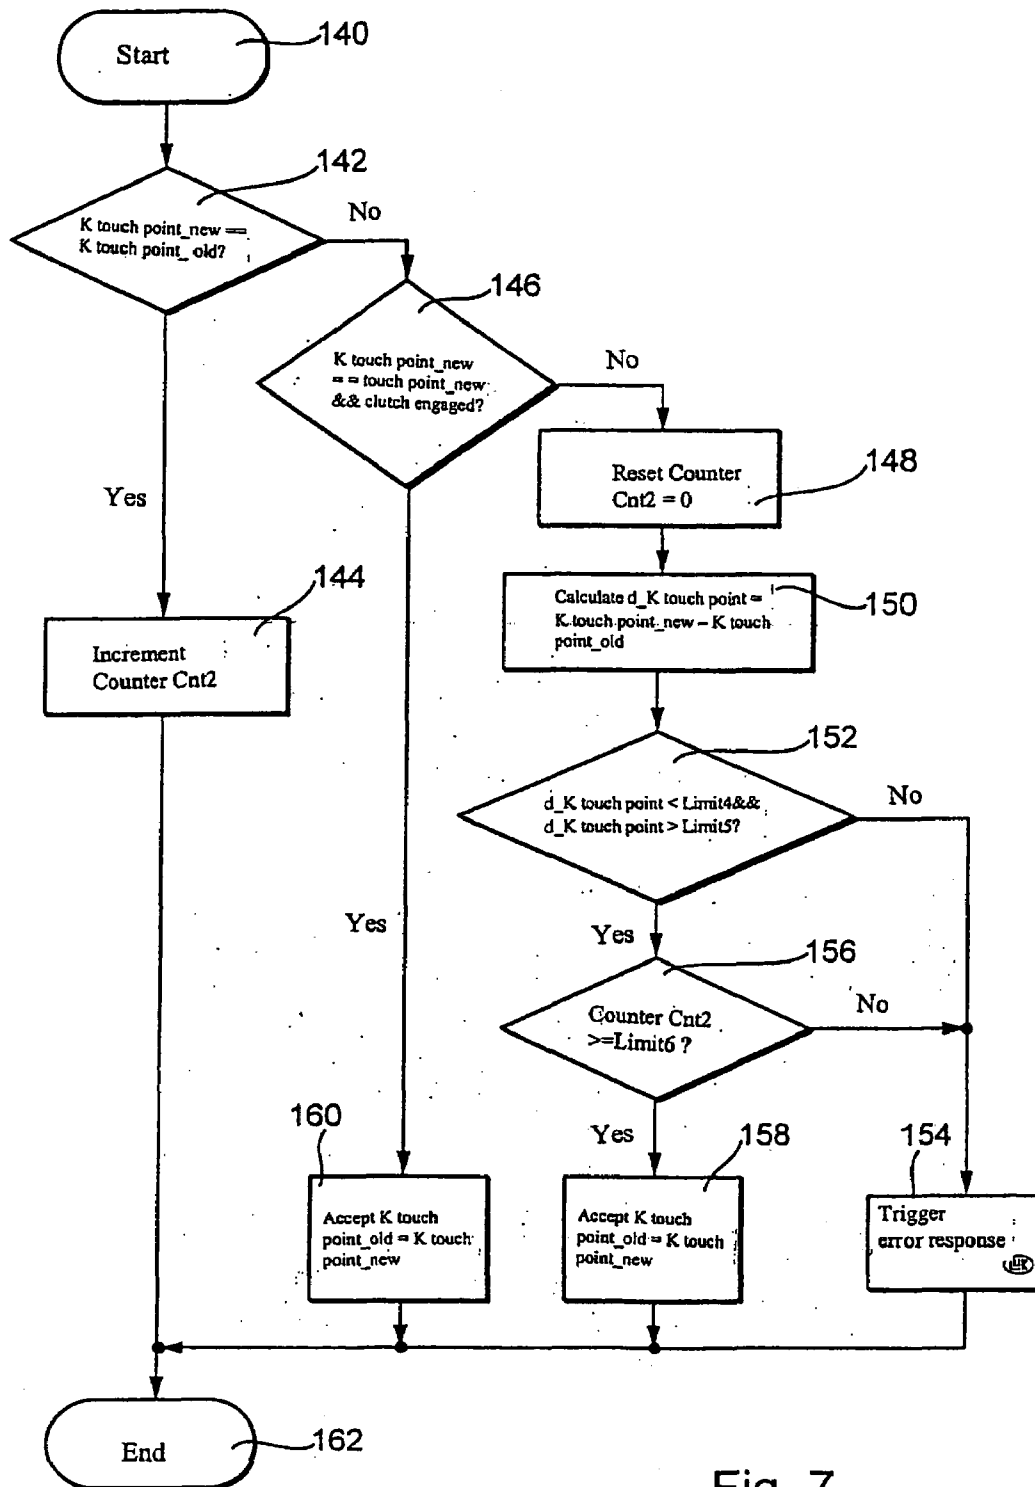 Start
140
142
K touch point_new ==
K touch point_ old?
No
146
K touch point_new
= = touch point_new
&& clutch engaged?
No
Reset Counter
Cnt2 = 0
148
Yes
144
Increment
Counter Cnt2
Calculate d_K touch point =
K touch point_new – K touch
point_old
150
152
d_K touch point < Limit4&&
d_K touch point > Limit5?
No
Yes
Yes
156
Counter Cnt2
>=Limit6 ?
No
160
Yes
158
154
Accept K touch
point_old = K touch
point_new
Accept K touch
point_old = K touch
point_new
Trigger
error response
End
162
Fig. 7